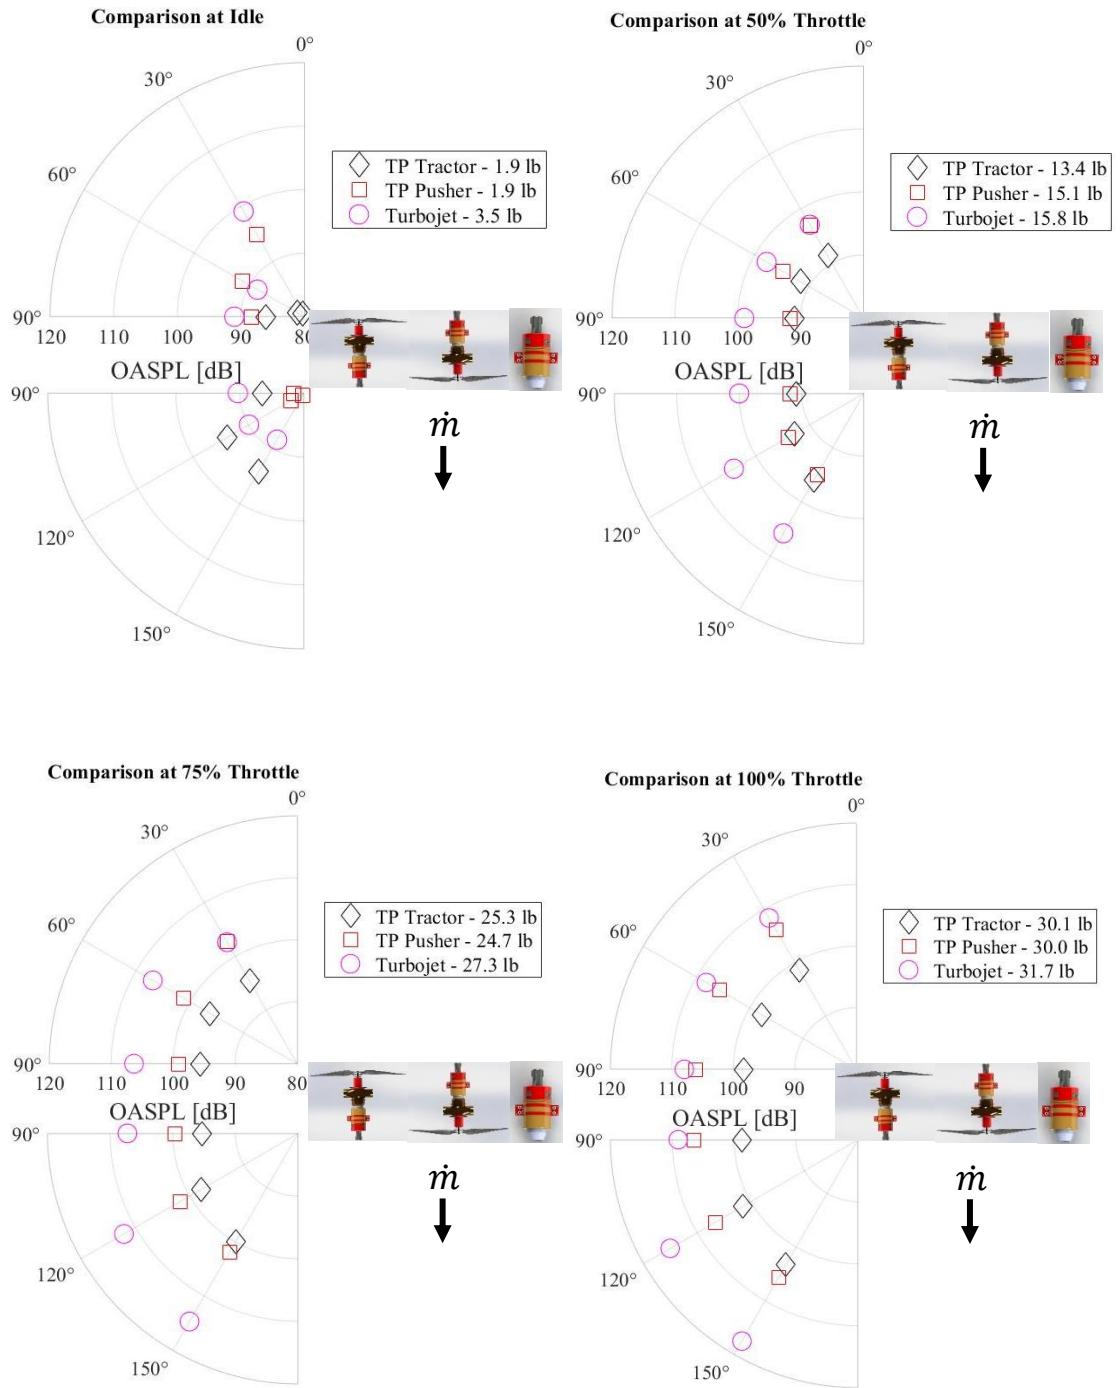 Comparison at Idle
0°
30°
60°
90°
120 110 100 90 80
OASPL [dB]
TP Tractor - 1.9 lb
TP Pusher - 1.9 lb
Turbojet - 3.5 lb
90°
120°
150°
ṁ
Comparison at 50% Throttle
0°
30°
60°
90°
120 110 100 90
OASPL [dB]
TP Tractor - 13.4 lb
TP Pusher - 15.1 lb
Turbojet - 15.8 lb
90°
120°
150°
ṁ
Comparison at 75% Throttle
0°
30°
60°
90°
120 110 100 90 80
OASPL [dB]
TP Tractor - 25.3 lb
TP Pusher - 24.7 lb
Turbojet - 27.3 lb
90°
120°
150°
ṁ
Comparison at 100% Throttle
0°
30°
60°
90°
120 110 100 90
OASPL [dB]
TP Tractor - 30.1 lb
TP Pusher - 30.0 lb
Turbojet - 31.7 lb
90°
120°
150°
ṁ